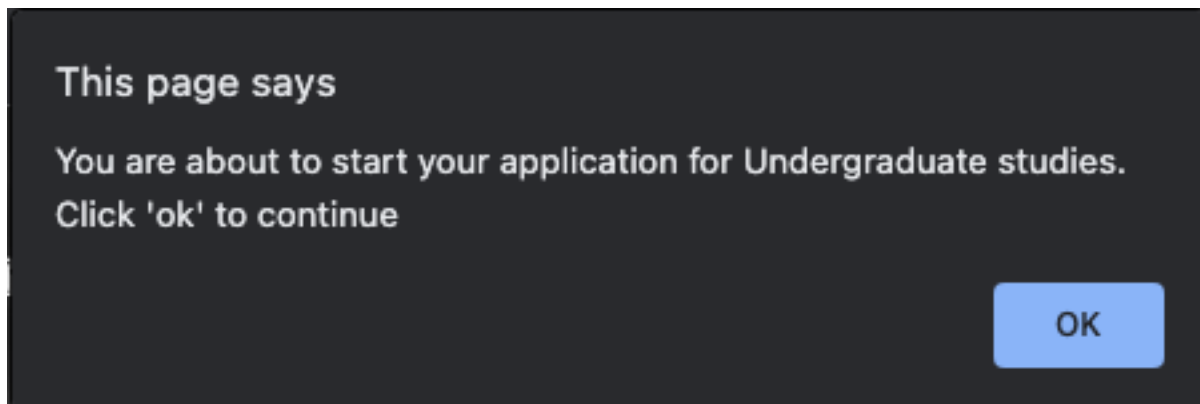 This page says
You are about to start your application for Undergraduate studies.
Click 'ok' to continue
OK